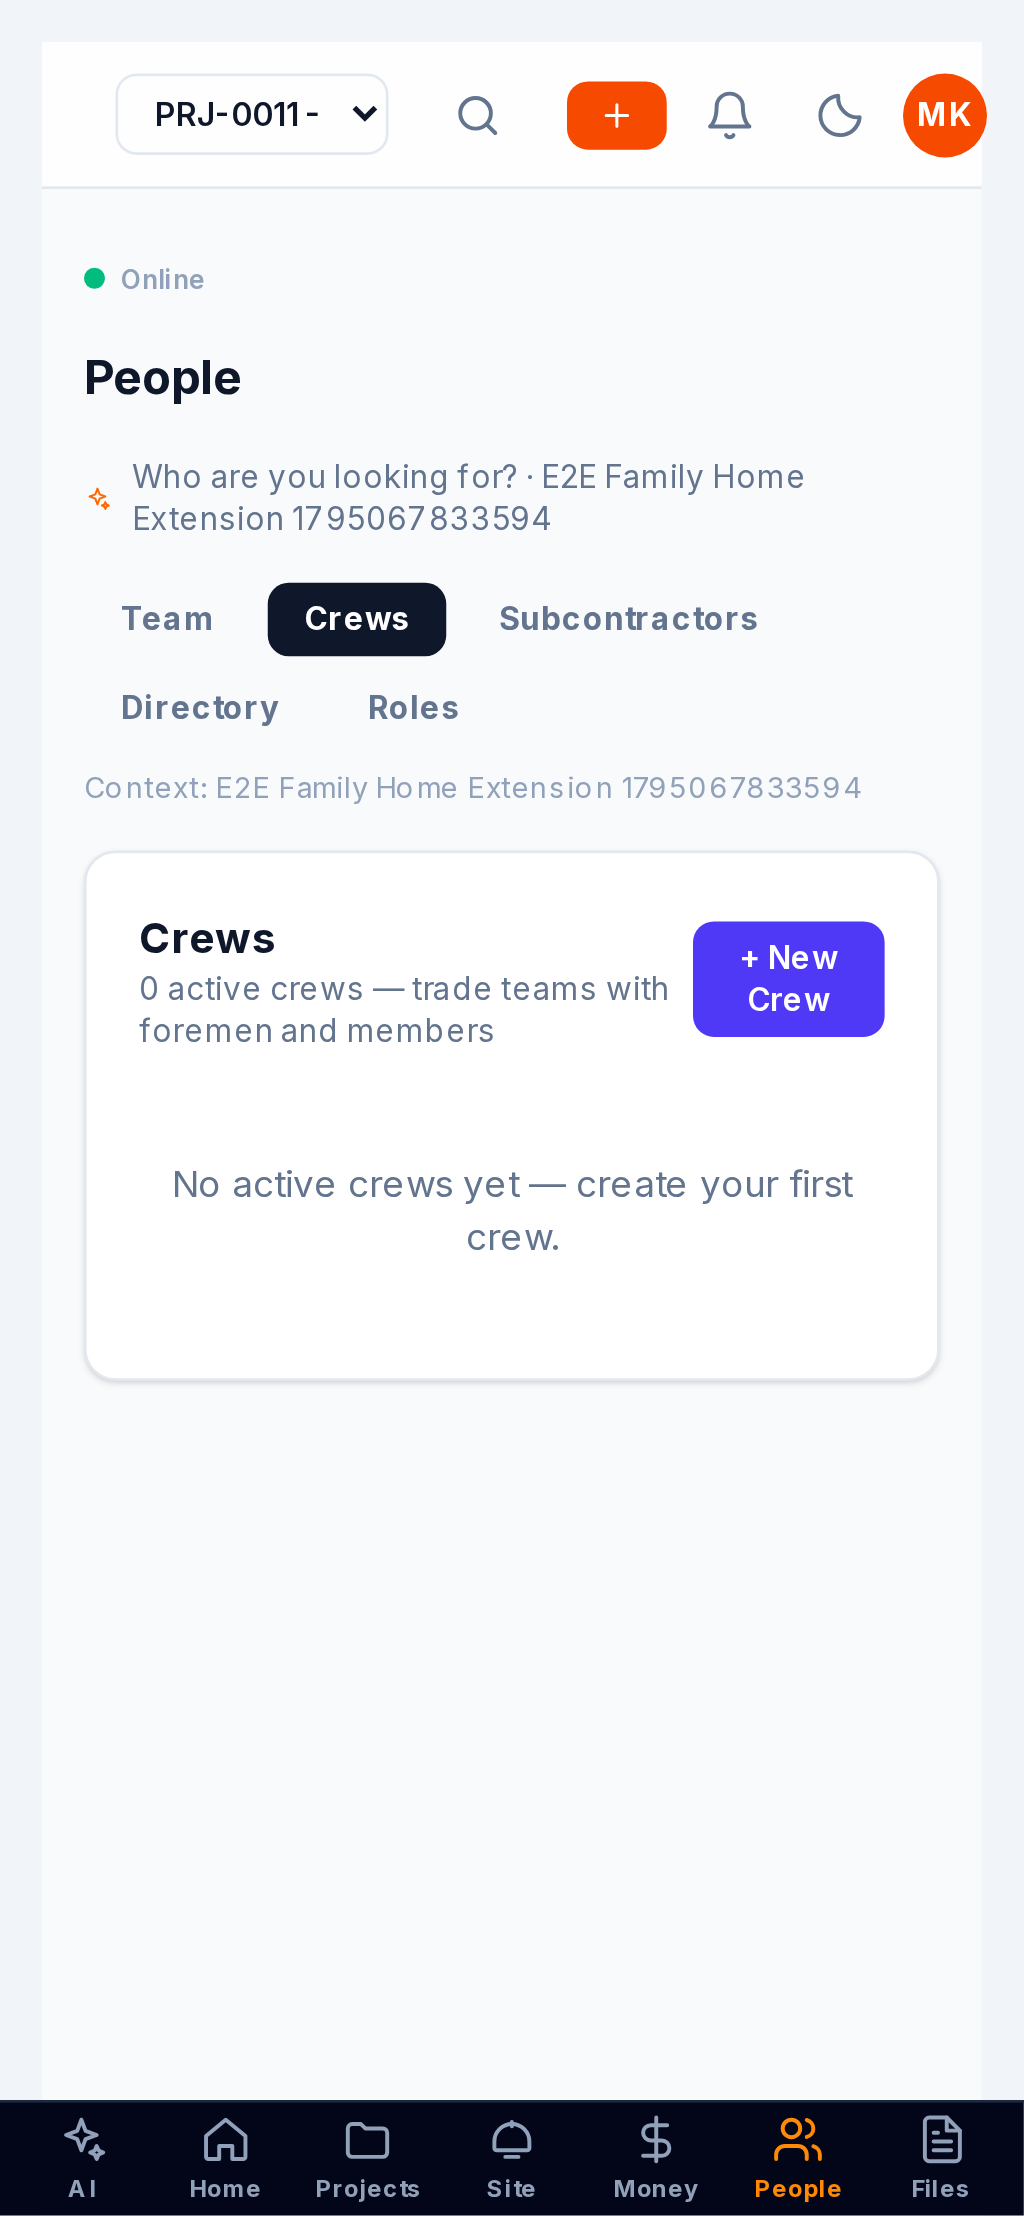 PRJ-0011 -
MK
Online
People
Who are you looking for? · E2E Family Home
Extension 1795067833594
Team Crews Subcontractors
Directory Roles
Context: E2E Family Home Extension 1795067833594
Crews
0 active crews — trade teams with
foremen and members
+ New
Crew
No active crews yet — create your first
crew.
AI Home Projects Site Money People Files